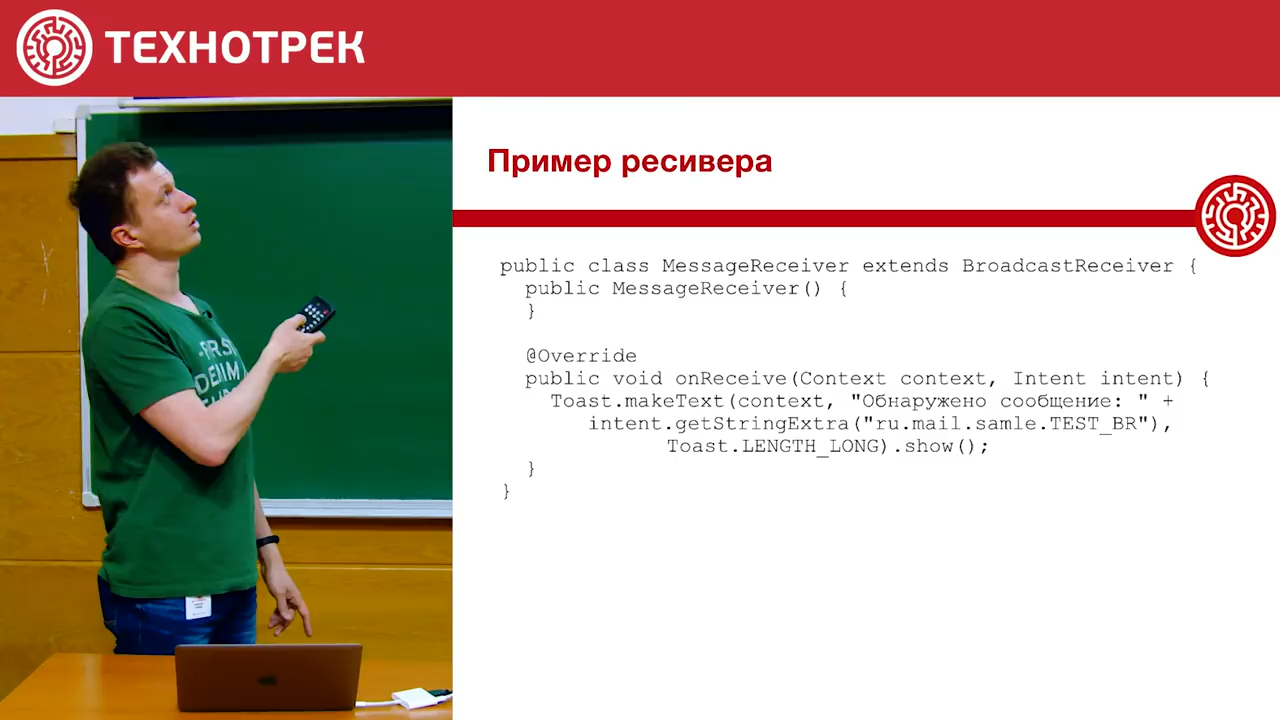 ТЕХНОТРЕК
Пример ресивера
public class MessageReceiver extends BroadcastReceiver {
public MessageReceiver() {
}
@Override
public void onReceive(Context context, Intent intent) {
Toast.makeText(context, "Обнаружено сообщение: " +
intent.getStringExtra("ru.mail.samle.TEST_BR"),
Toast.LENGTH_LONG).show();
}
}
DENIM